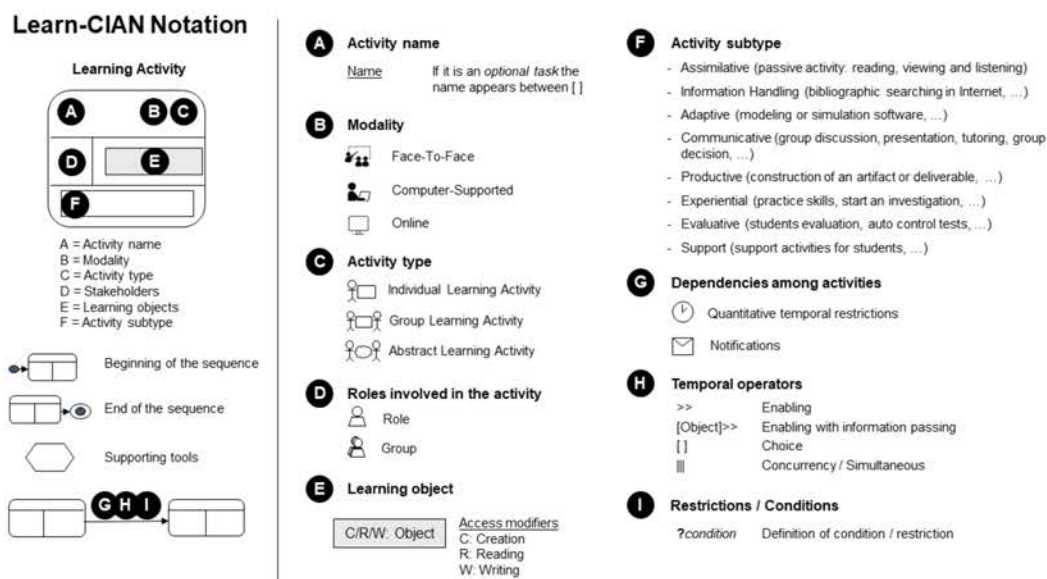 Learn-CIAN Notation
Learning Activity
A
B
C
D
E
F
A = Activity name
B = Modality
C = Activity type
D = Stakeholders
E = Learning objects
F = Activity subtype
Beginning of the sequence
End of the sequence
Supporting tools
G
H
I
A Activity name
Name
If it is an optional task the
name appears between [ ]
B Modality
Face-To-Face
Computer-Supported
Online
C Activity type
Individual Learning Activity
Group Learning Activity
Abstract Learning Activity
D Roles involved in the activity
Role
Group
E Learning object
C/R/W: Object
Access modifiers
C: Creation
R: Reading
W: Writing
F Activity subtype
- Assimilative (passive activity: reading, viewing and listening)
- Information Handling (bibliographic searching in Internet, …)
- Adaptive (modeling or simulation software, …)
- Communicative (group discussion, presentation, tutoring, group
decision, …)
- Productive (construction of an artifact or deliverable, …)
- Experiential (practice skills, start an investigation, …)
- Evaluative (students evaluation, auto control tests, …)
- Support (support activities for students, …)
G Dependencies among activities
Quantitative temporal restrictions
Notifications
H Temporal operators
>> Enabling
[Object]>> Enabling with information passing
[ ] Choice
||| Concurrency / Simultaneous
I Restrictions / Conditions
?condition Definition of condition / restriction